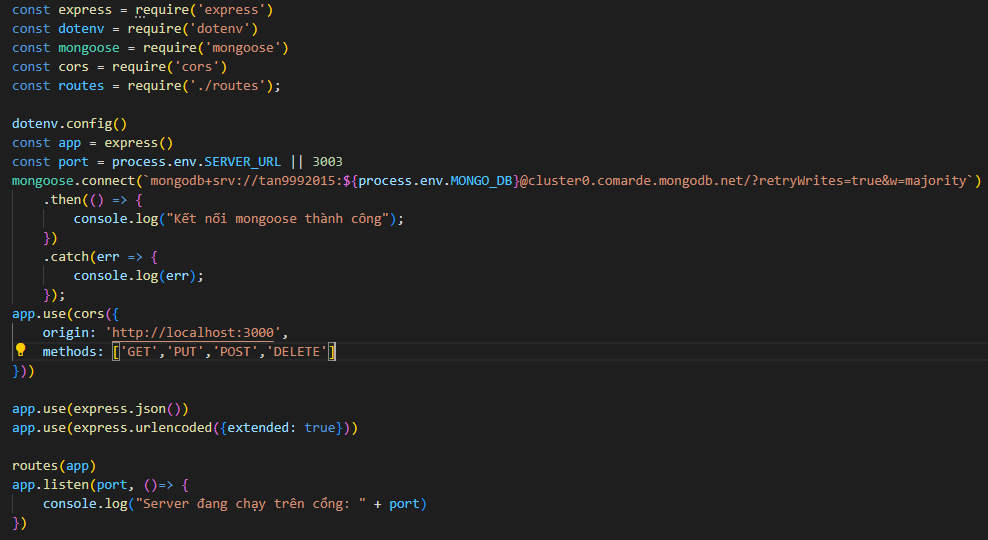 const express = require('express')
const dotenv = require('dotenv')
const mongoose = require('mongoose')
const cors = require('cors')
const routes = require('./routes');
dotenv.config()
const app = express()
const port = process.env.SERVER_URL || 3003
mongoose.connect(`mongodb+srv://tan9992015:${process.env.MONGO_DB}@cluster0.comarde.mongodb.net/?retryWrites=true&w=majority`)
    .then(() => {
        console.log("Kết nối mongoose thành công");
    })
    .catch(err => {
        console.log(err);
    });
app.use(cors({
    origin: 'http://localhost:3000',
    methods: ['GET','PUT','POST','DELETE']
}))
app.use(express.json())
app.use(express.urlencoded({extended: true}))
routes(app)
app.listen(port, ()=> {
    console.log("Server đang chạy trên cổng: " + port)
})